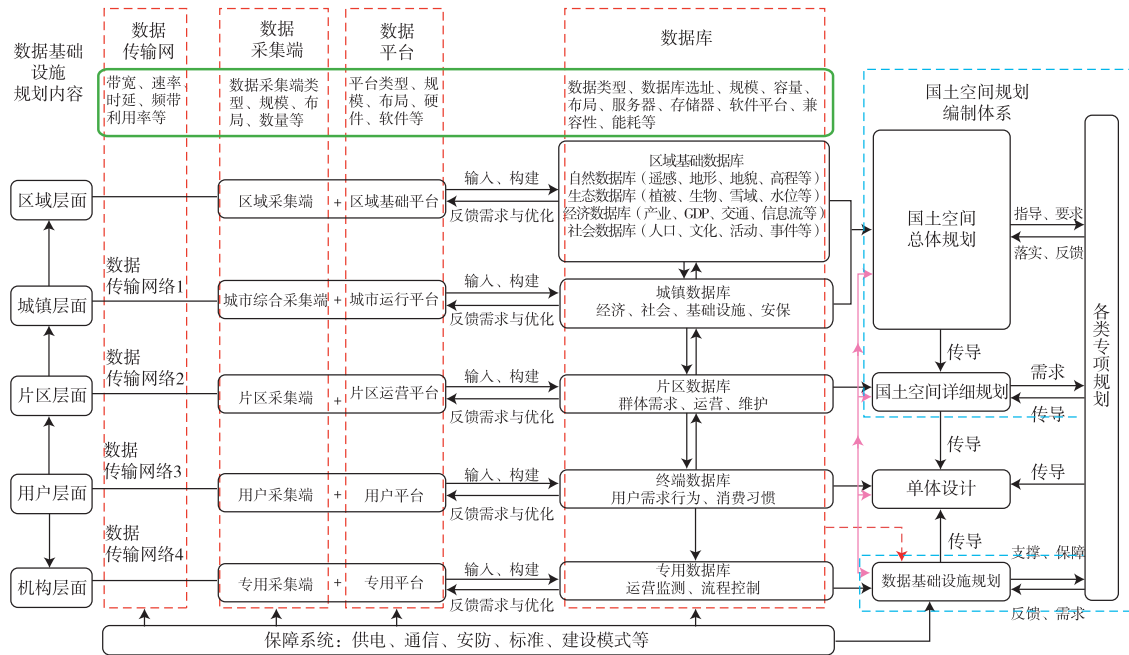 数据基础
设施
规划内容
数据
传输网
数据
采集端
数据
平台
数据库
带宽、速率、
时延、频带
利用率等
数据采集端类
型、规模、布
局、数量等
平台类型、规
模、布局、硬
件、软件等
数据类型、数据库选址、规模、容量、
布局、服务器、存储器、软件平台、兼
容性、能耗等
国土空间规划
编制体系
区域层面
区域采集端
+
区域基础平台
输入、构建
反馈需求与优化
区域基础数据库
自然数据库（遥感、地形、地貌、高程等）
生态数据库（植被、生物、雪域、水位等）
经济数据库（产业、GDP、交通、信息流等）
社会数据库（人口、文化、活动、事件等）
国土空间
总体规划
指导、要求
落实、反馈
数据
传输网络1
城镇层面
城市综合采集端
+
城市运行平台
输入、构建
反馈需求与优化
城镇数据库
经济、社会、基础设施、安保
各类专项规划
传导
数据
传输网络2
片区层面
片区采集端
+
片区运营平台
输入、构建
反馈需求与优化
片区数据库
群体需求、运营、维护
国土空间详细规划
需求
传导
传导
数据
传输网络3
用户层面
用户采集端
+
用户平台
输入、构建
反馈需求与优化
终端数据库
用户需求行为、消费习惯
单体设计
传导
传导
数据
传输网络4
机构层面
专用采集端
+
专用平台
输入、构建
反馈需求与优化
专用数据库
运营监测、流程控制
数据基础设施规划
支撑、保障
反馈、需求
保障系统：供电、通信、安防、标准、建设模式等